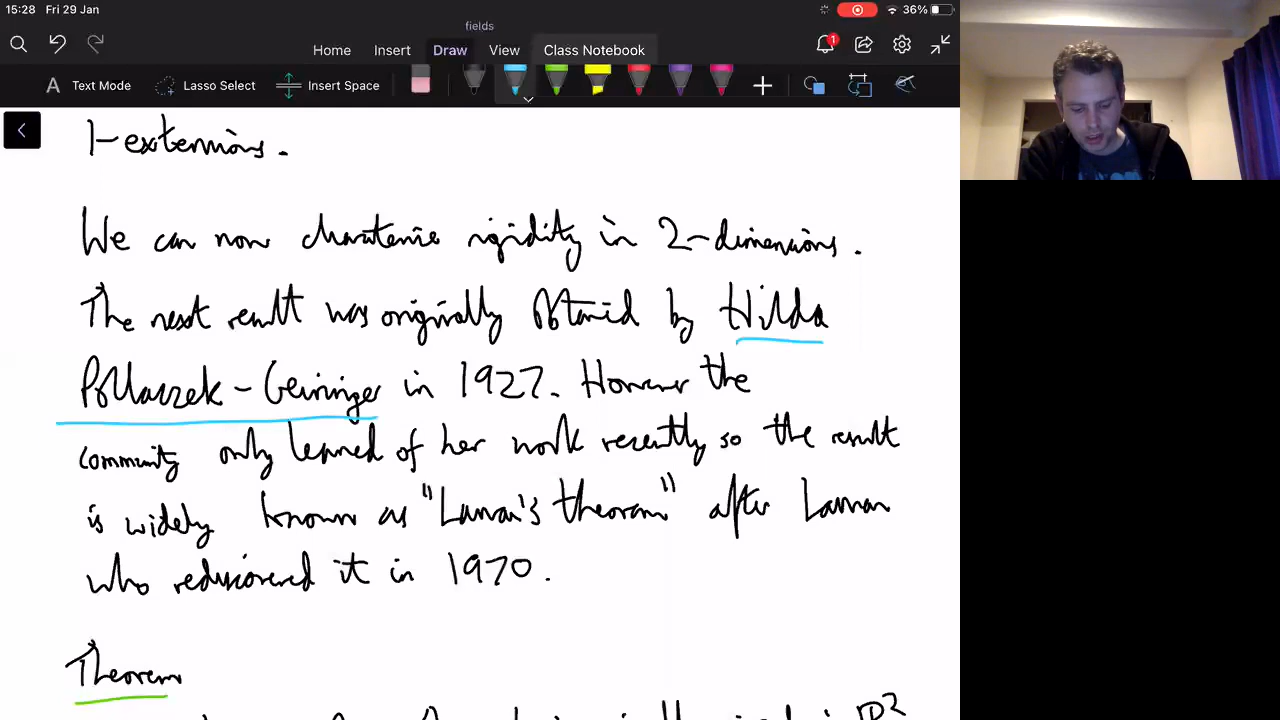 15:28 Fri 29 Jan
36%
fields
Home Insert Draw View Class Notebook
1
A Text Mode Lasso Select Insert Space
1-extensions.
We can now characterise rigidity in 2-dimensions.
The next result was originally obtained by Hilda
Pollaczek-Geiringer in 1927. However the
community only learned of her work recently so the result
is widely known as "Laman's theorem" after Laman
who rediscovered it in 1970.
Theorem
in ℝ²